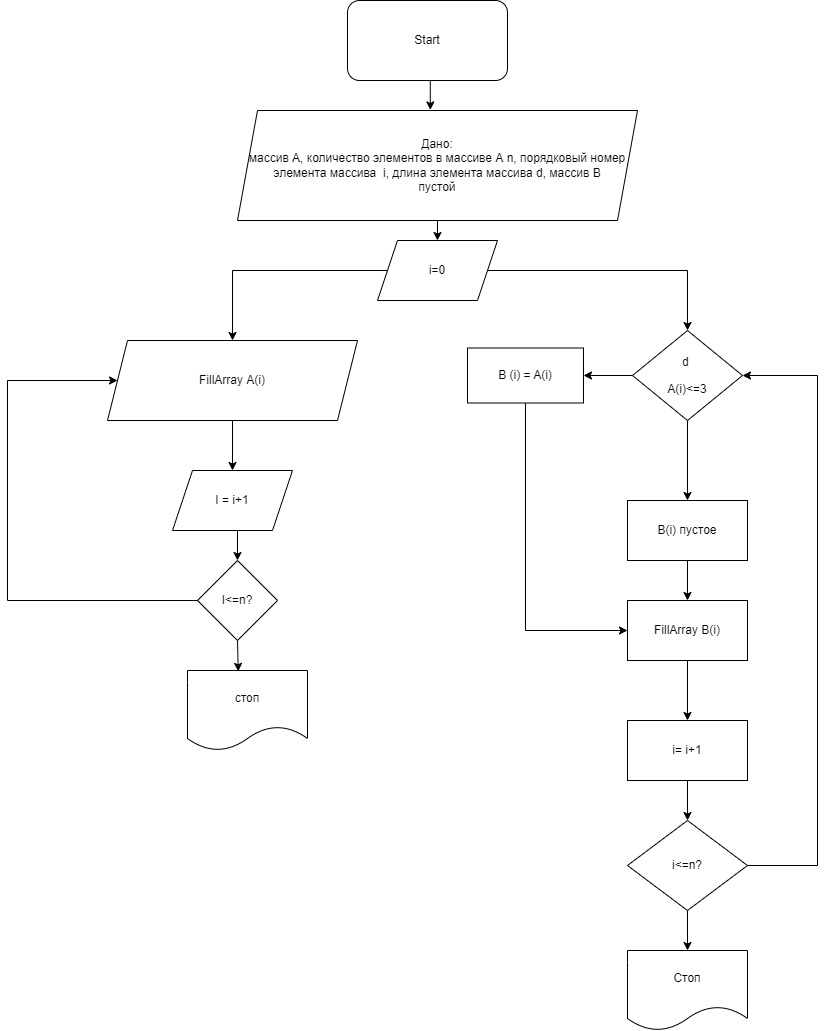 Start
Дано:
массив А, количество элементов в массиве А n, порядковый номер
элемента массива i, длина элемента массива d, массив В
пустой
i=0
FillArray A(i)
d
A(i)<=3
B (i) = A(i)
I = i+1
B(i) пустое
I<=n?
FillArray B(i)
стоп
i= i+1
i<=n?
Стоп